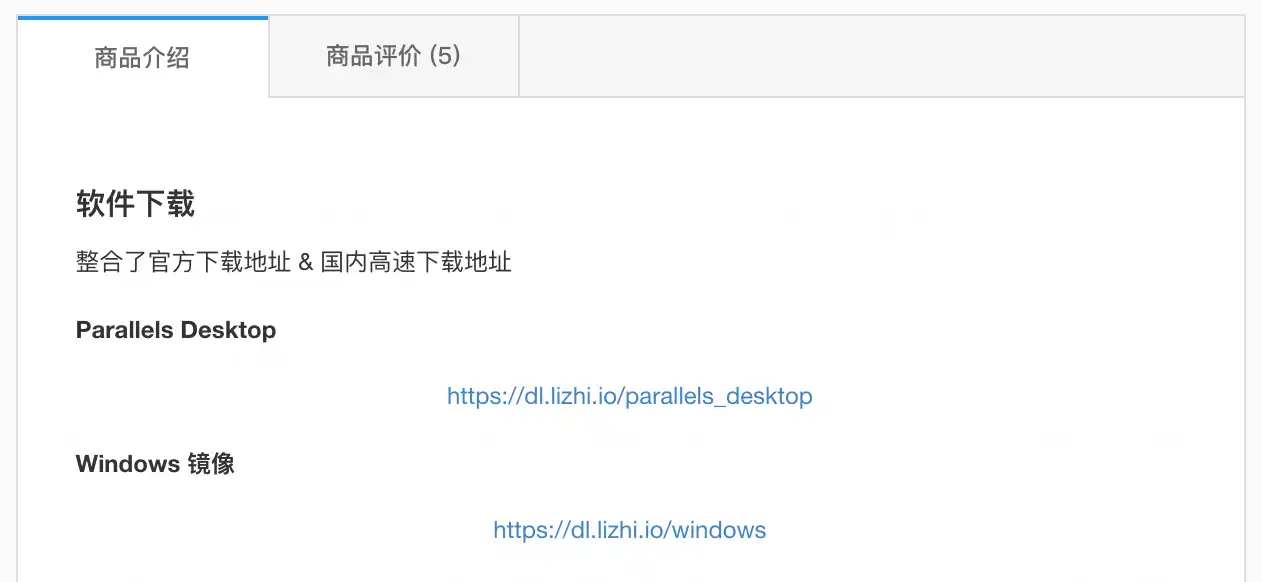 商品介绍
商品评价 (5)
软件下载
整合了官方下载地址 & 国内高速下载地址
Parallels Desktop
https://dl.lizhi.io/parallels_desktop
Windows 镜像
https://dl.lizhi.io/windows